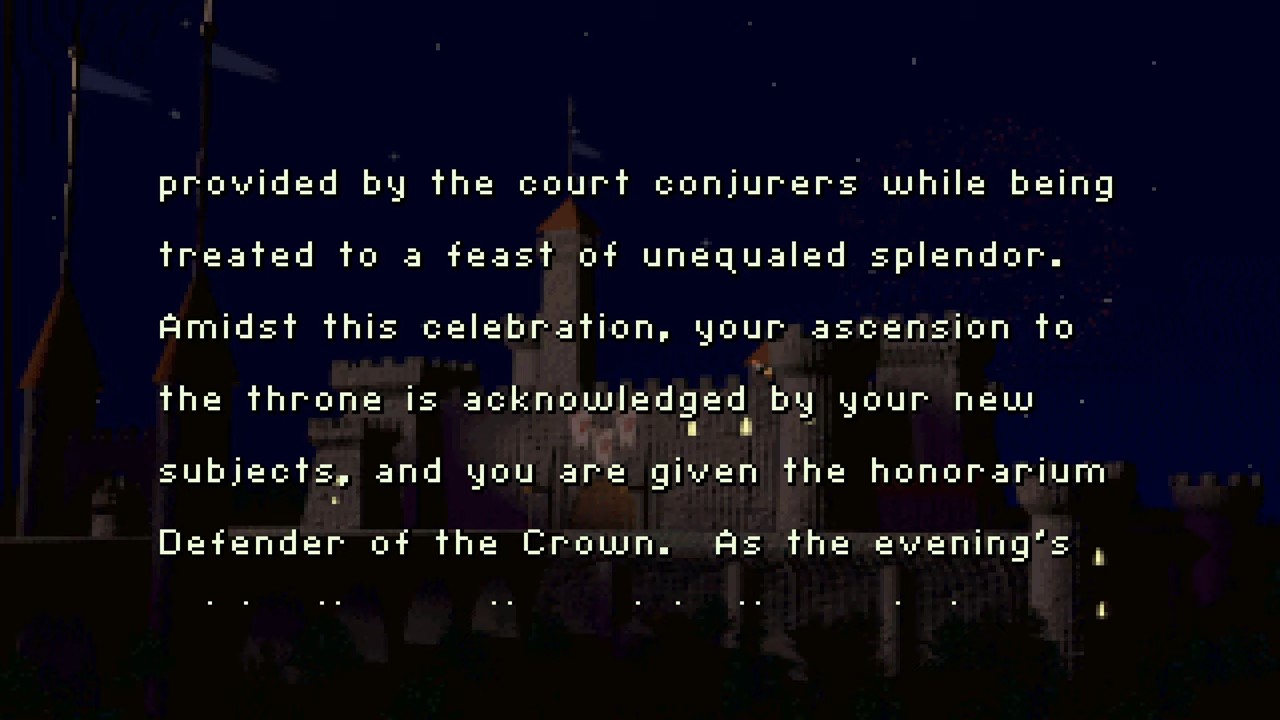 provided by the court conjurers while being
treated to a feast of unequaled splendor.
Amidst this celebration, your ascension to
the throne is acknowledged by your new
subjects, and you are given the honorarium
Defender of the Crown.  As the evening's